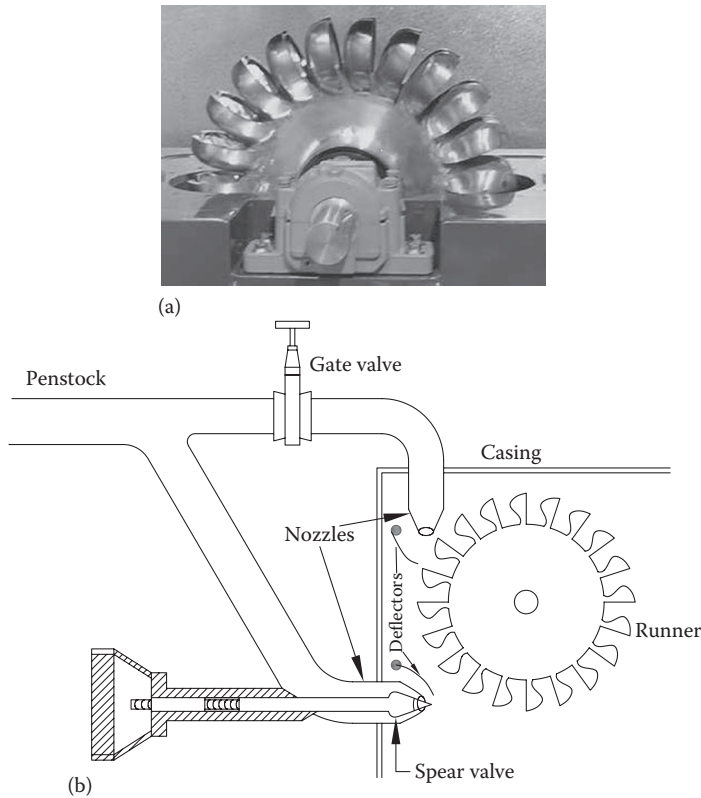 (a)
Gate valve
Penstock
Casing
Nozzles
Deflectors
Runner
Spear valve
(b)